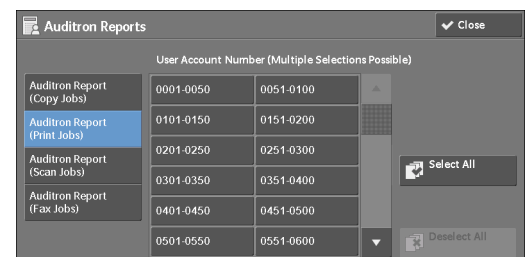 Auditron Reports
Close
User Account Number (Multiple Selections Possible)
Auditron Report
(Copy Jobs)
Auditron Report
(Print Jobs)
Auditron Report
(Scan Jobs)
Auditron Report
(Fax Jobs)
0001-0050 0051-0100
0101-0150 0151-0200
0201-0250 0251-0300
0301-0350 0351-0400
0401-0450 0451-0500
0501-0550 0551-0600
Select All
Deselect All